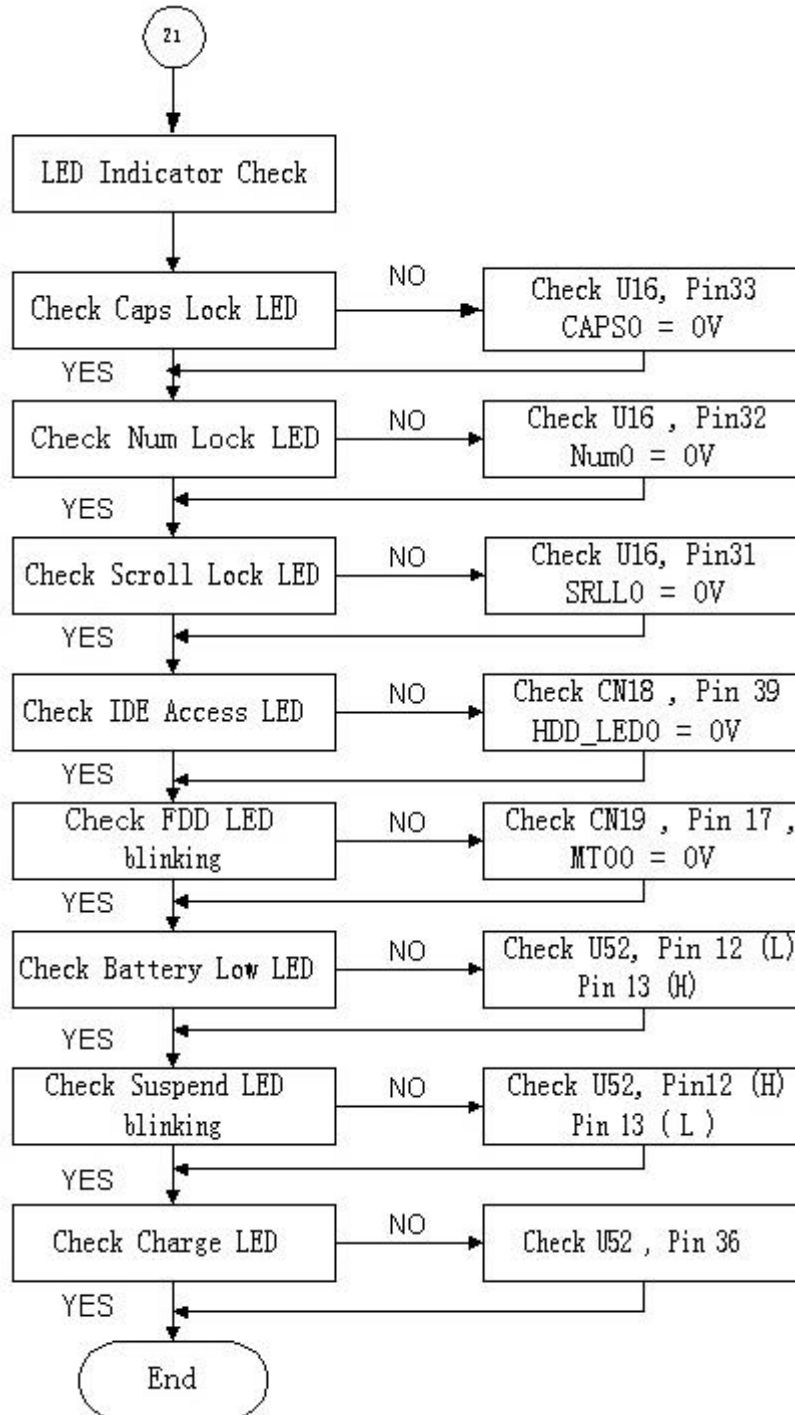 21
LED Indicator Check
Check Caps Lock LED
NO
Check U16, Pin33
CAPS0 = 0V
YES
Check Num Lock LED
NO
Check U16 , Pin32
Num0 = 0V
YES
Check Scroll Lock LED
NO
Check U16, Pin31
SRLL0 = 0V
YES
Check IDE Access LED
NO
Check CN18 , Pin 39
HDD_LED0 = 0V
YES
Check FDD LED
blinking
NO
Check CN19 , Pin 17 ,
MT00 = 0V
YES
Check Battery Low LED
NO
Check U52, Pin 12 (L)
Pin 13 (H)
YES
Check Suspend LED
blinking
NO
Check U52, Pin12 (H)
Pin 13 ( L )
YES
Check Charge LED
NO
Check U52 , Pin 36
YES
End